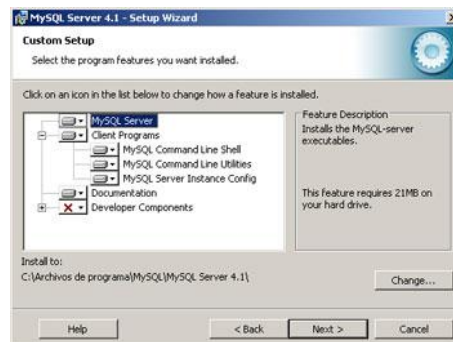 MySQL Server 4.1 - Setup Wizard
Custom Setup
Select the program features you want installed.
Click on an icon in the list below to change how a feature is installed.
MySQL Server
Client Programs
MySQL Command Line Shell
MySQL Command Line Utilities
MySQL Server Instance Config
Documentation
Developer Components
Feature Description
Installs the MySQL-server
executables.
This feature requires 21MB on
your hard drive.
Install to:
C:\Archivos de programa\MySQL\MySQL Server 4.1\
Change...
Help
< Back
Next >
Cancel